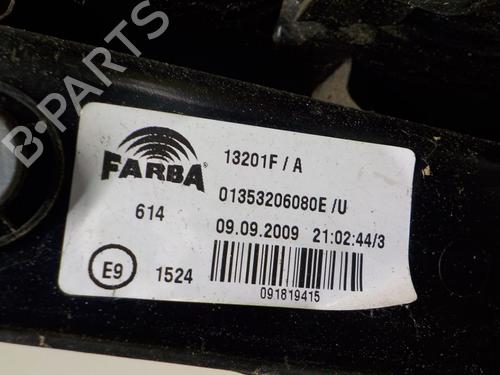 B-PARTS
FARBA®
13201F / A
01353206080E /U
614
09.09.2009 21:02:44/3
E9
1524
091819415